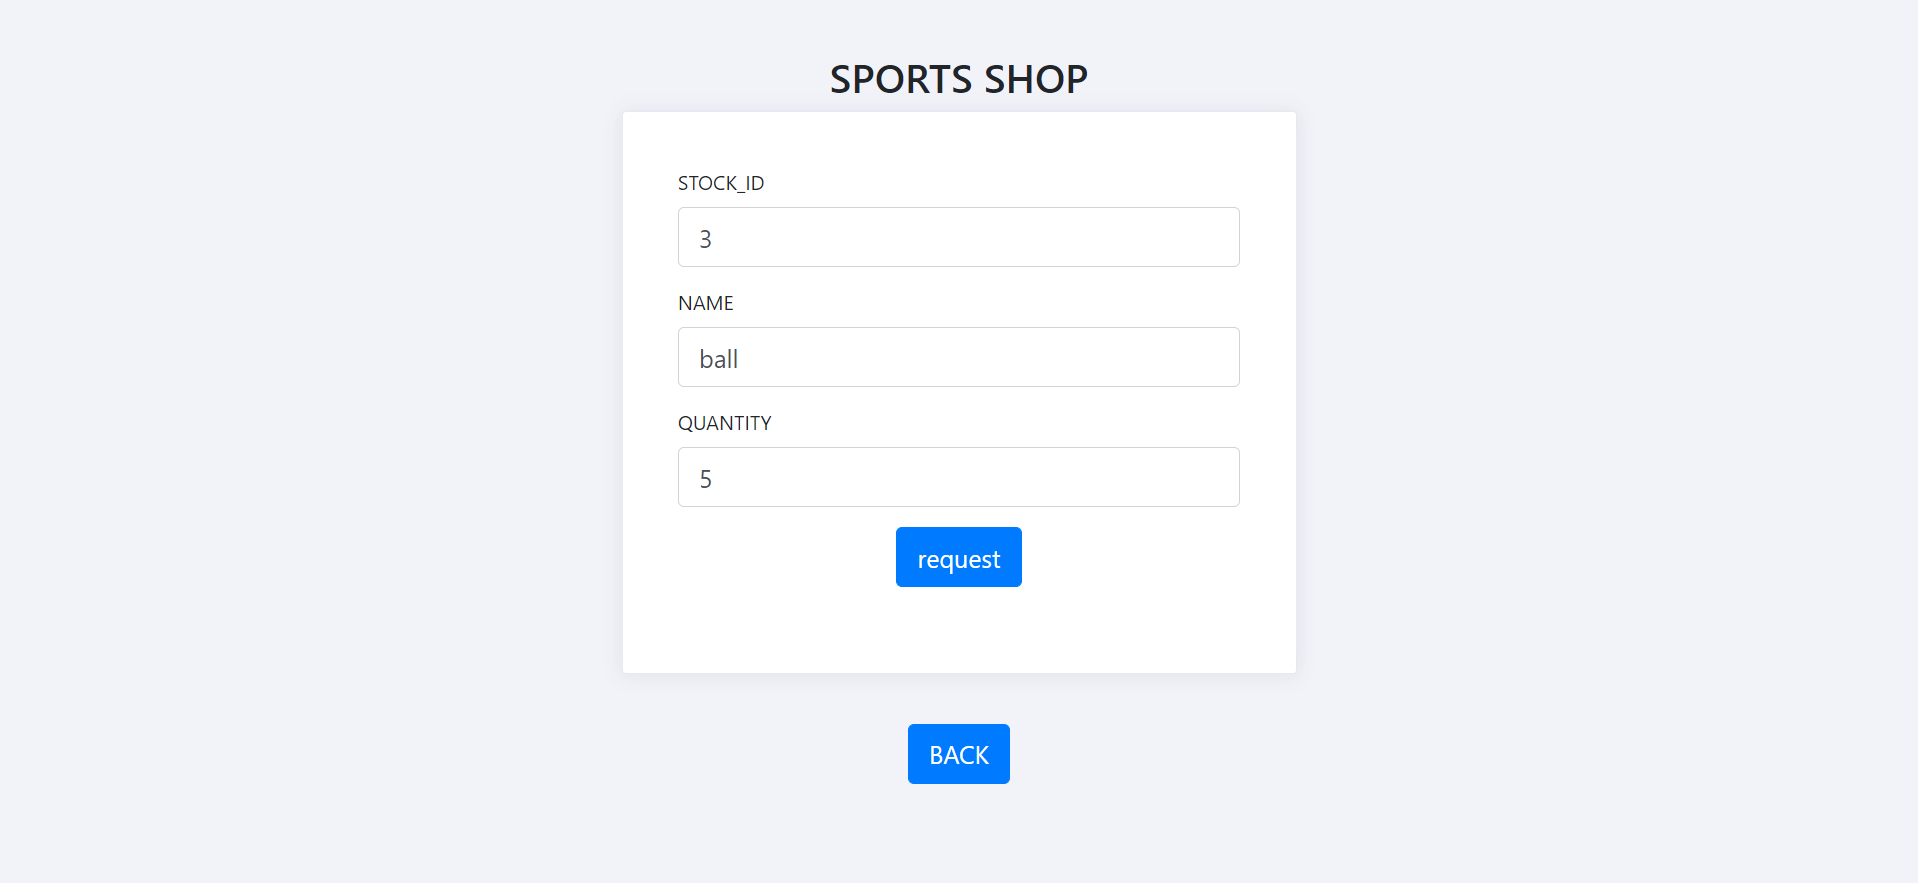 SPORTS SHOP
STOCK_ID
3
NAME
ball
QUANTITY
5
request
BACK